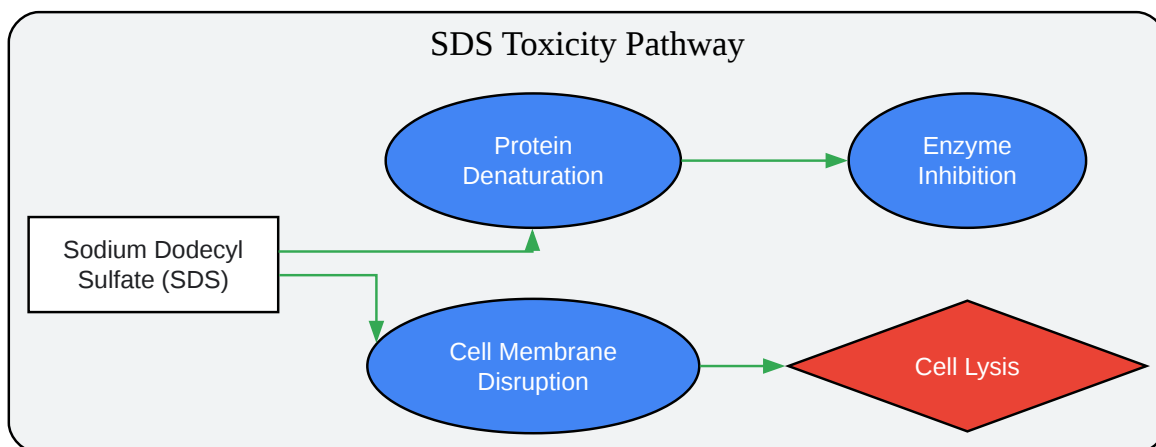 SDS Toxicity Pathway
Protein
Denaturation
Enzyme
Inhibition
Sodium Dodecyl
Sulfate (SDS)
Cell Membrane
Disruption
Cell Lysis